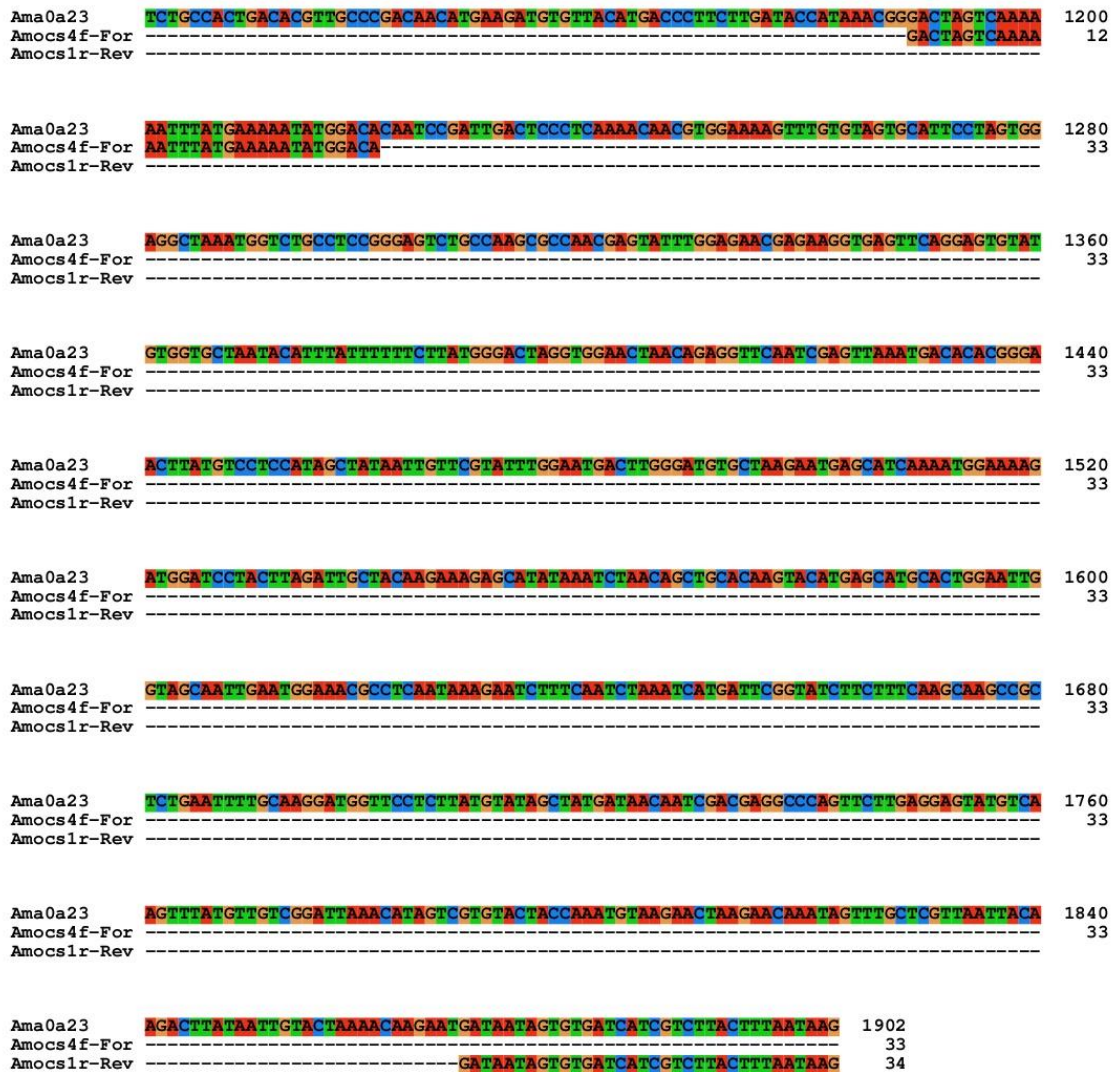 Ama0a23 TCTGCCACTGACACGTTGCCCGACAACATGAAGATGTGTTACATGACCCTTCTTGATACCATAAACGGGACTAGTCAAAA 1200
Amocs4f-For --------------------------------------------------------------------GACTAGTCAAAA 12
Amocs1r-Rev --------------------------------------------------------------------------------
Ama0a23 AATTTATGAAAAATATGGACACAATCCGATTGACTCCCTCAAAACAACGTGGAAAAGTTTGTGTAGTGCATTCCTAGTGG 1280
Amocs4f-For AATTTATGAAAAATATGGACA----------------------------------------------------------- 33
Amocs1r-Rev --------------------------------------------------------------------------------
Ama0a23 AGGCTAAATGGTCTGCCTCCGGGAGTCTGCCAAGCGCCAACGAGTATTTGGAGAACGAGAAGGTGAGTTCAGGAGTGTAT 1360
Amocs4f-For -------------------------------------------------------------------------------- 33
Amocs1r-Rev --------------------------------------------------------------------------------
Ama0a23 GTGGTGCTAATACATTTATTTTTTCTTATGGGACTAGGTGGAACTAACAGAGGTTCAATCGAGTTAAATGACACACGGGA 1440
Amocs4f-For -------------------------------------------------------------------------------- 33
Amocs1r-Rev --------------------------------------------------------------------------------
Ama0a23 ACTTATGTCCTCCATAGCTATAATTGTTCGTATTTGGAATGACTTGGGATGTGCTAAGAATGAGCATCAAAATGGAAAAG 1520
Amocs4f-For -------------------------------------------------------------------------------- 33
Amocs1r-Rev --------------------------------------------------------------------------------
Ama0a23 ATGGATCCTACTTAGATTGCTACAAGAAAGAGCATATAAATCTAACAGCTGCACAAGTACATGAGCATGCACTGGAATTG 1600
Amocs4f-For -------------------------------------------------------------------------------- 33
Amocs1r-Rev --------------------------------------------------------------------------------
Ama0a23 GTAGCAATTGAATGGAAACGCCTCAATAAAGAATCTTTCAATCTAAATCATGATTCGGTATCTTCTTTCAAGCAAGCCGC 1680
Amocs4f-For -------------------------------------------------------------------------------- 33
Amocs1r-Rev --------------------------------------------------------------------------------
Ama0a23 TCTGAATTTTGCAAGGATGGTTCCTCTTATGTATAGCTATGATAACAATCGACGAGGCCCAGTTCTTGAGGAGTATGTCA 1760
Amocs4f-For -------------------------------------------------------------------------------- 33
Amocs1r-Rev --------------------------------------------------------------------------------
Ama0a23 AGTTTATGTTGTCGGATTAAACATAGTCGTGTACTACCAAATGTAAGAACTAAGAACAAATAGTTTGCTCGTTAATTACA 1840
Amocs4f-For -------------------------------------------------------------------------------- 33
Amocs1r-Rev --------------------------------------------------------------------------------
Ama0a23 AGACTTATAATTGTACTAAAACAAGAATGATAATAGTGTGATCATCGTCTTACTTTAATAAG 1902
Amocs4f-For -------------------------------------------------------------- 33
Amocs1r-Rev ----------------------------GATAATAGTGTGATCATCGTCTTACTTTAATAAG 34